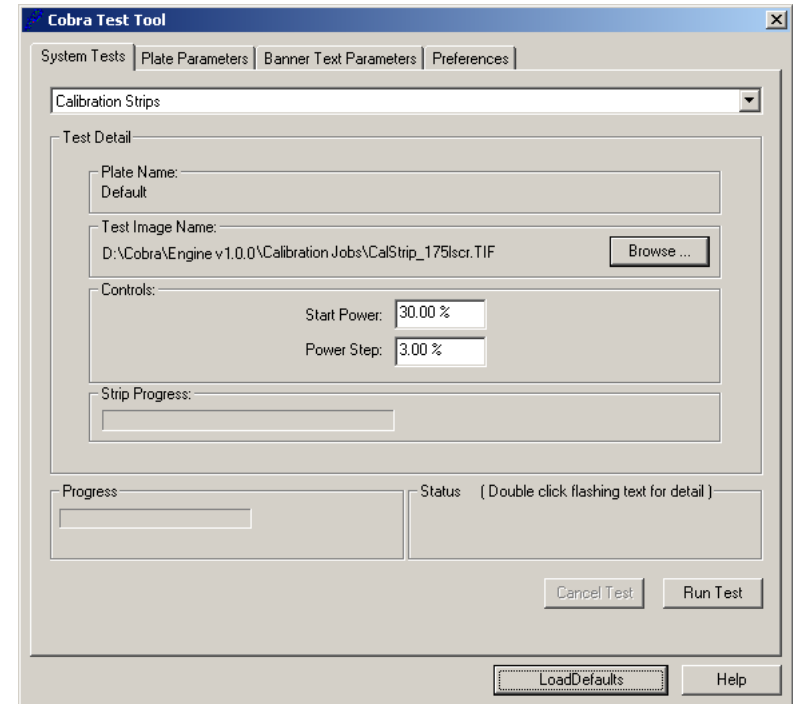 Cobra Test Tool
System Tests Plate Parameters Banner Text Parameters Preferences
Calibration Strips
Test Detail
Plate Name:
Default
Test Image Name:
D:\Cobra\Engine v1.0.0\Calibration Jobs\CalStrip_175lscr.TIF Browse ...
Controls:
Start Power: 30.00 %
Power Step: 3.00 %
Strip Progress:
Progress Status ( Double click flashing text for detail )
Cancel Test Run Test
LoadDefaults Help